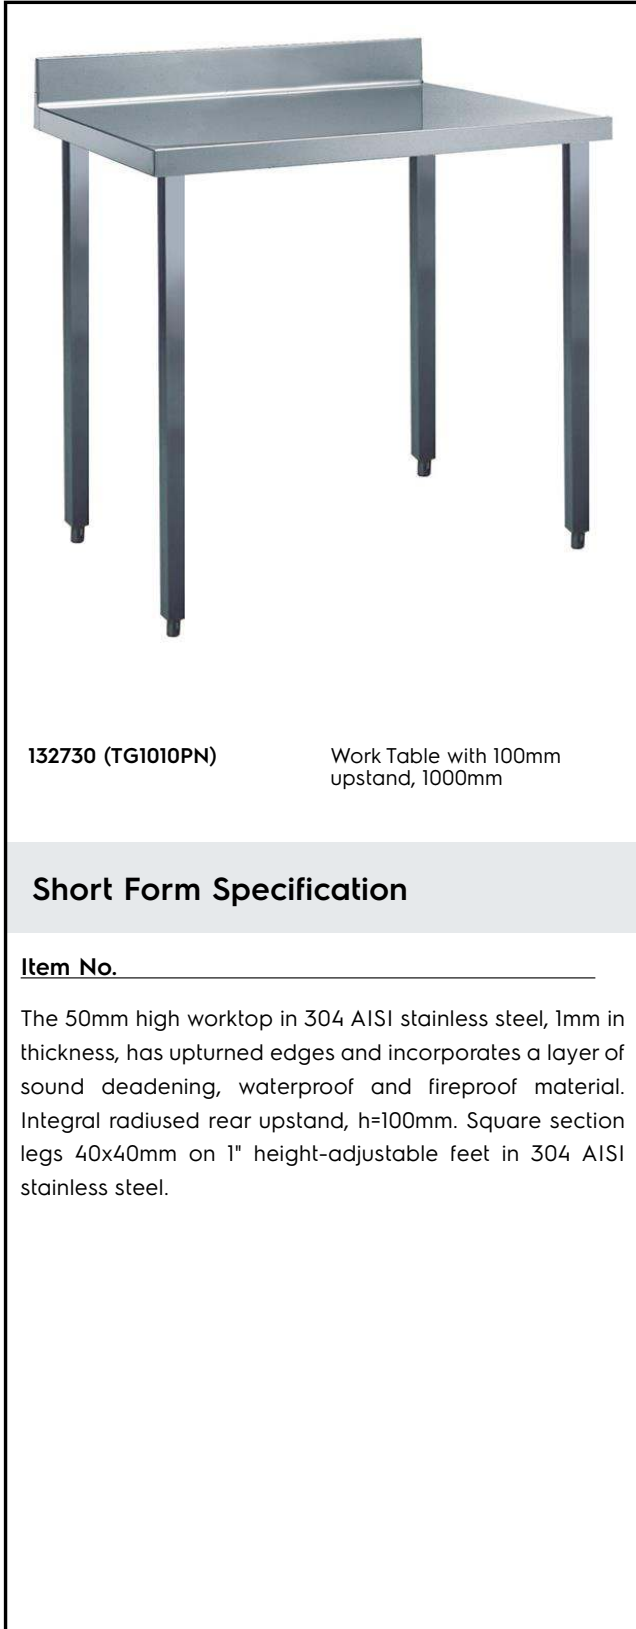 132730 (TG1010PN)
Work Table with 100mm
upstand, 1000mm
Short Form Specification
Item No.
The 50mm high worktop in 304 AISI stainless steel, 1mm in
thickness, has upturned edges and incorporates a layer of
sound deadening, waterproof and fireproof material.
Integral radiused rear upstand, h=100mm. Square section
legs 40x40mm on 1" height-adjustable feet in 304 AISI
stainless steel.